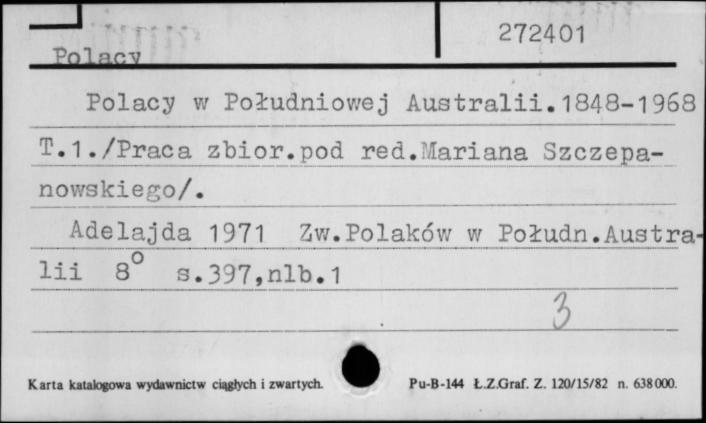 272401
Polacy
Polacy w Południowej Australii.1848-1968
T.1./Praca zbior.pod red.Mariana Szczepa-
nowskiego/.
Adelajda 1971 Zw.Polaków w Połudn.Austra-
lii 8° s.397,nlb.1
3
Karta katalogowa wydawnictw ciągłych i zwartych. Pu-B-144 Ł.Z.Graf. Z. 120/15/82 n. 638000.